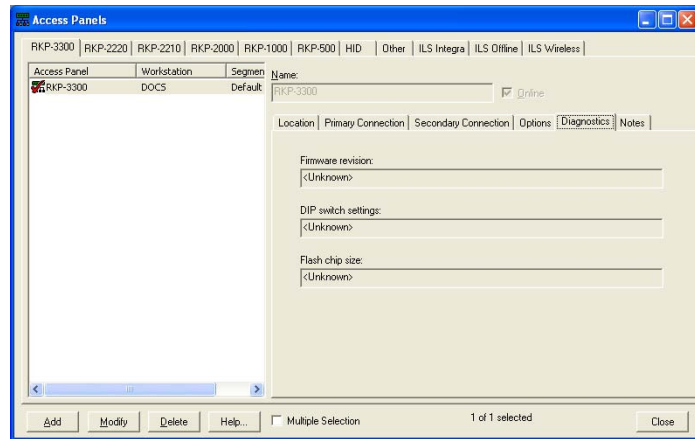 Access Panels
RKP-3300 RKP-2220 RKP-2210 RKP-2000 RKP-1000 RKP-500 HID Other ILS Integra ILS Offline ILS Wireless
Access Panel Workstation Segmen
RKP-3300 DOCS Default
Name:
RKP-3300 Online
Location Primary Connection Secondary Connection Options Diagnostics Notes
Firmware revision:
<Unknown>
DIP switch settings:
<Unknown>
Flash chip size:
<Unknown>
Add Modify Delete Help... Multiple Selection 1 of 1 selected Close